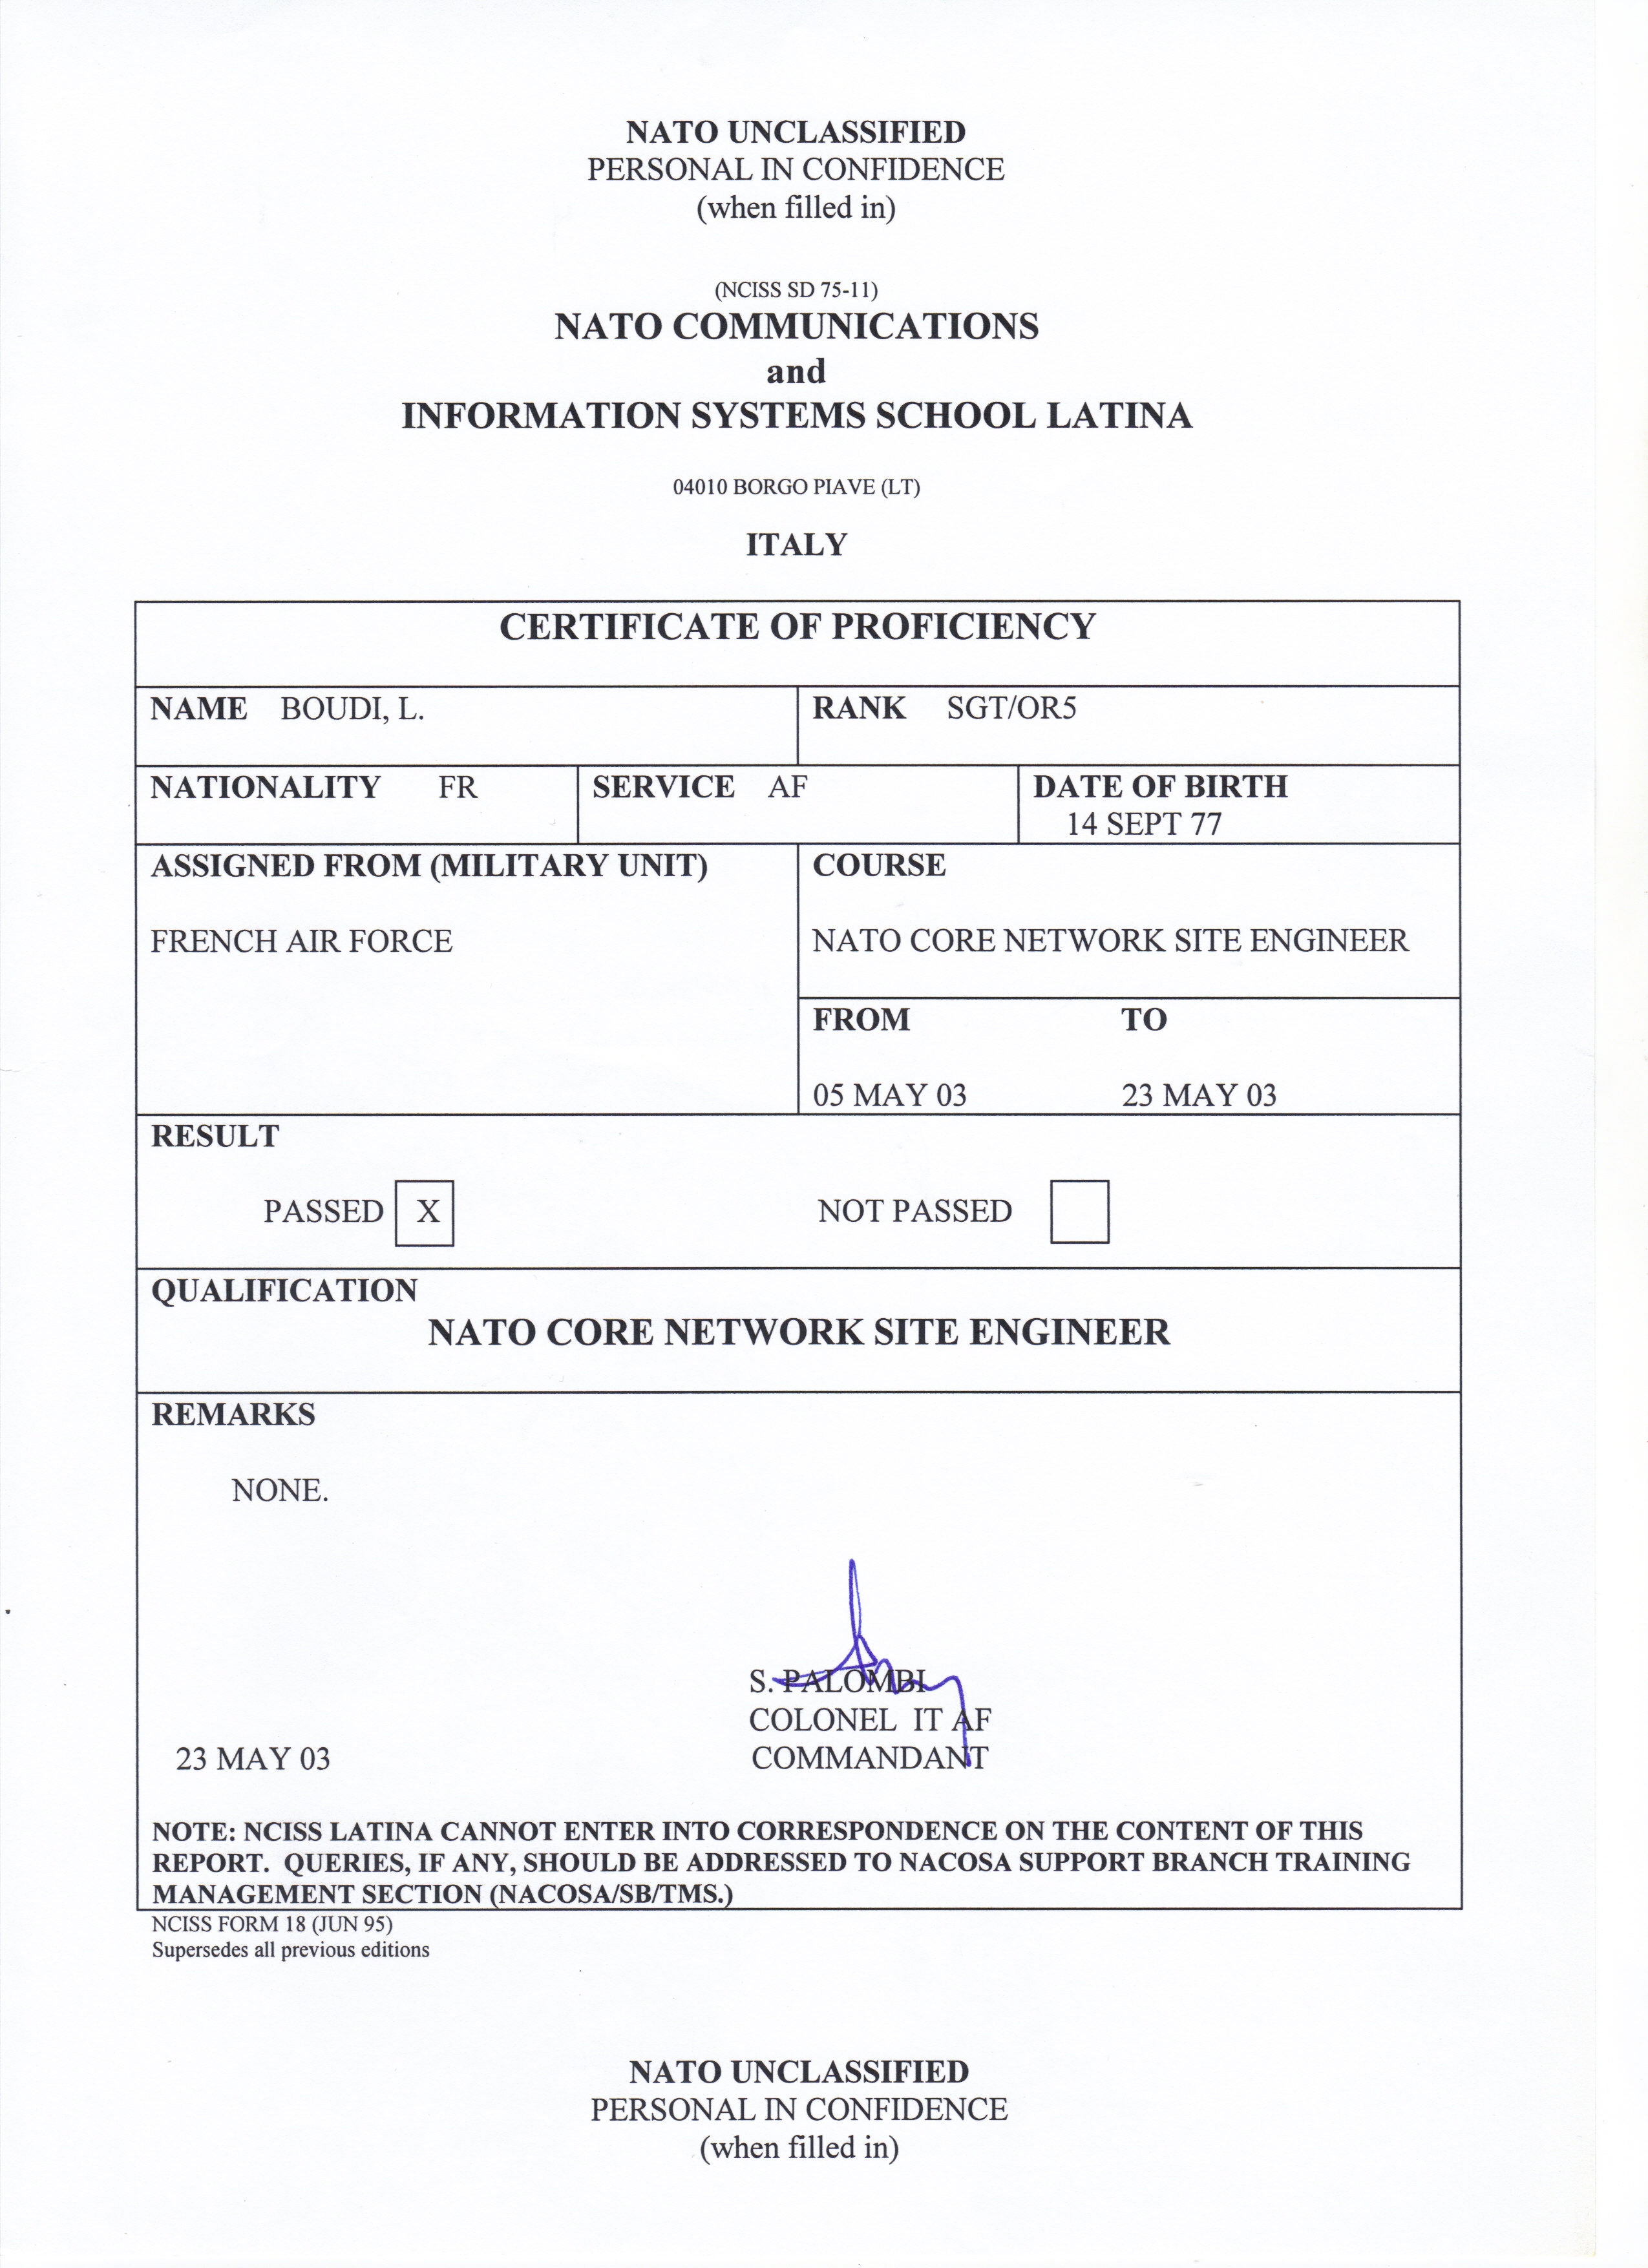 NATO UNCLASSIFIED
PERSONAL IN CONFIDENCE
(when filled in)
(NCISS SD 75-11)
NATO COMMUNICATIONS
and
INFORMATION SYSTEMS SCHOOL LATINA
04010 BORGO PIAVE (LT)
ITALY
CERTIFICATE OF PROFICIENCY
NAME BOUDI, L.
RANK SGT/OR5
NATIONALITY FR
SERVICE AF
DATE OF BIRTH
14 SEPT 77
ASSIGNED FROM (MILITARY UNIT)
FRENCH AIR FORCE
COURSE
NATO CORE NETWORK SITE ENGINEER
FROM TO
05 MAY 03 23 MAY 03
RESULT
PASSED X NOT PASSED
QUALIFICATION
NATO CORE NETWORK SITE ENGINEER
REMARKS
NONE.
S. PALOMBI
COLONEL IT AF
23 MAY 03 COMMANDANT
NOTE: NCISS LATINA CANNOT ENTER INTO CORRESPONDENCE ON THE CONTENT OF THIS
REPORT. QUERIES, IF ANY, SHOULD BE ADDRESSED TO NACOSA SUPPORT BRANCH TRAINING
MANAGEMENT SECTION (NACOSA/SB/TMS.)
NCISS FORM 18 (JUN 95)
Supersedes all previous editions
NATO UNCLASSIFIED
PERSONAL IN CONFIDENCE
(when filled in)